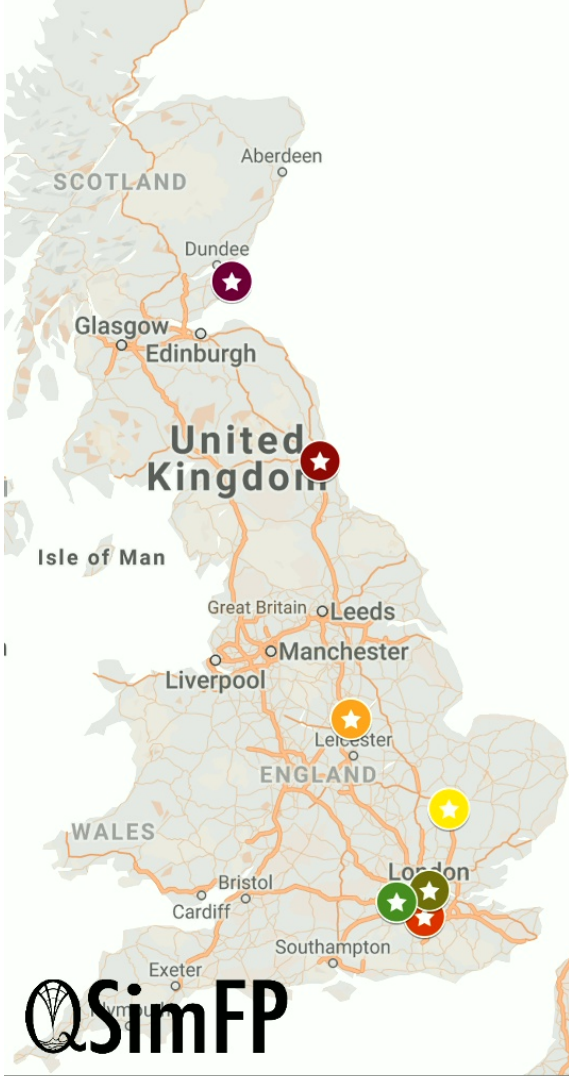 Aberdeen
SCOTLAND
Dundee
Glasgow
Edinburgh
United
Kingdom
Isle of Man
Great Britain
Leeds
Manchester
Liverpool
Leicester
ENGLAND
WALES
London
Bristol
Cardiff
Southampton
Exeter
Plymouth
QSimFP